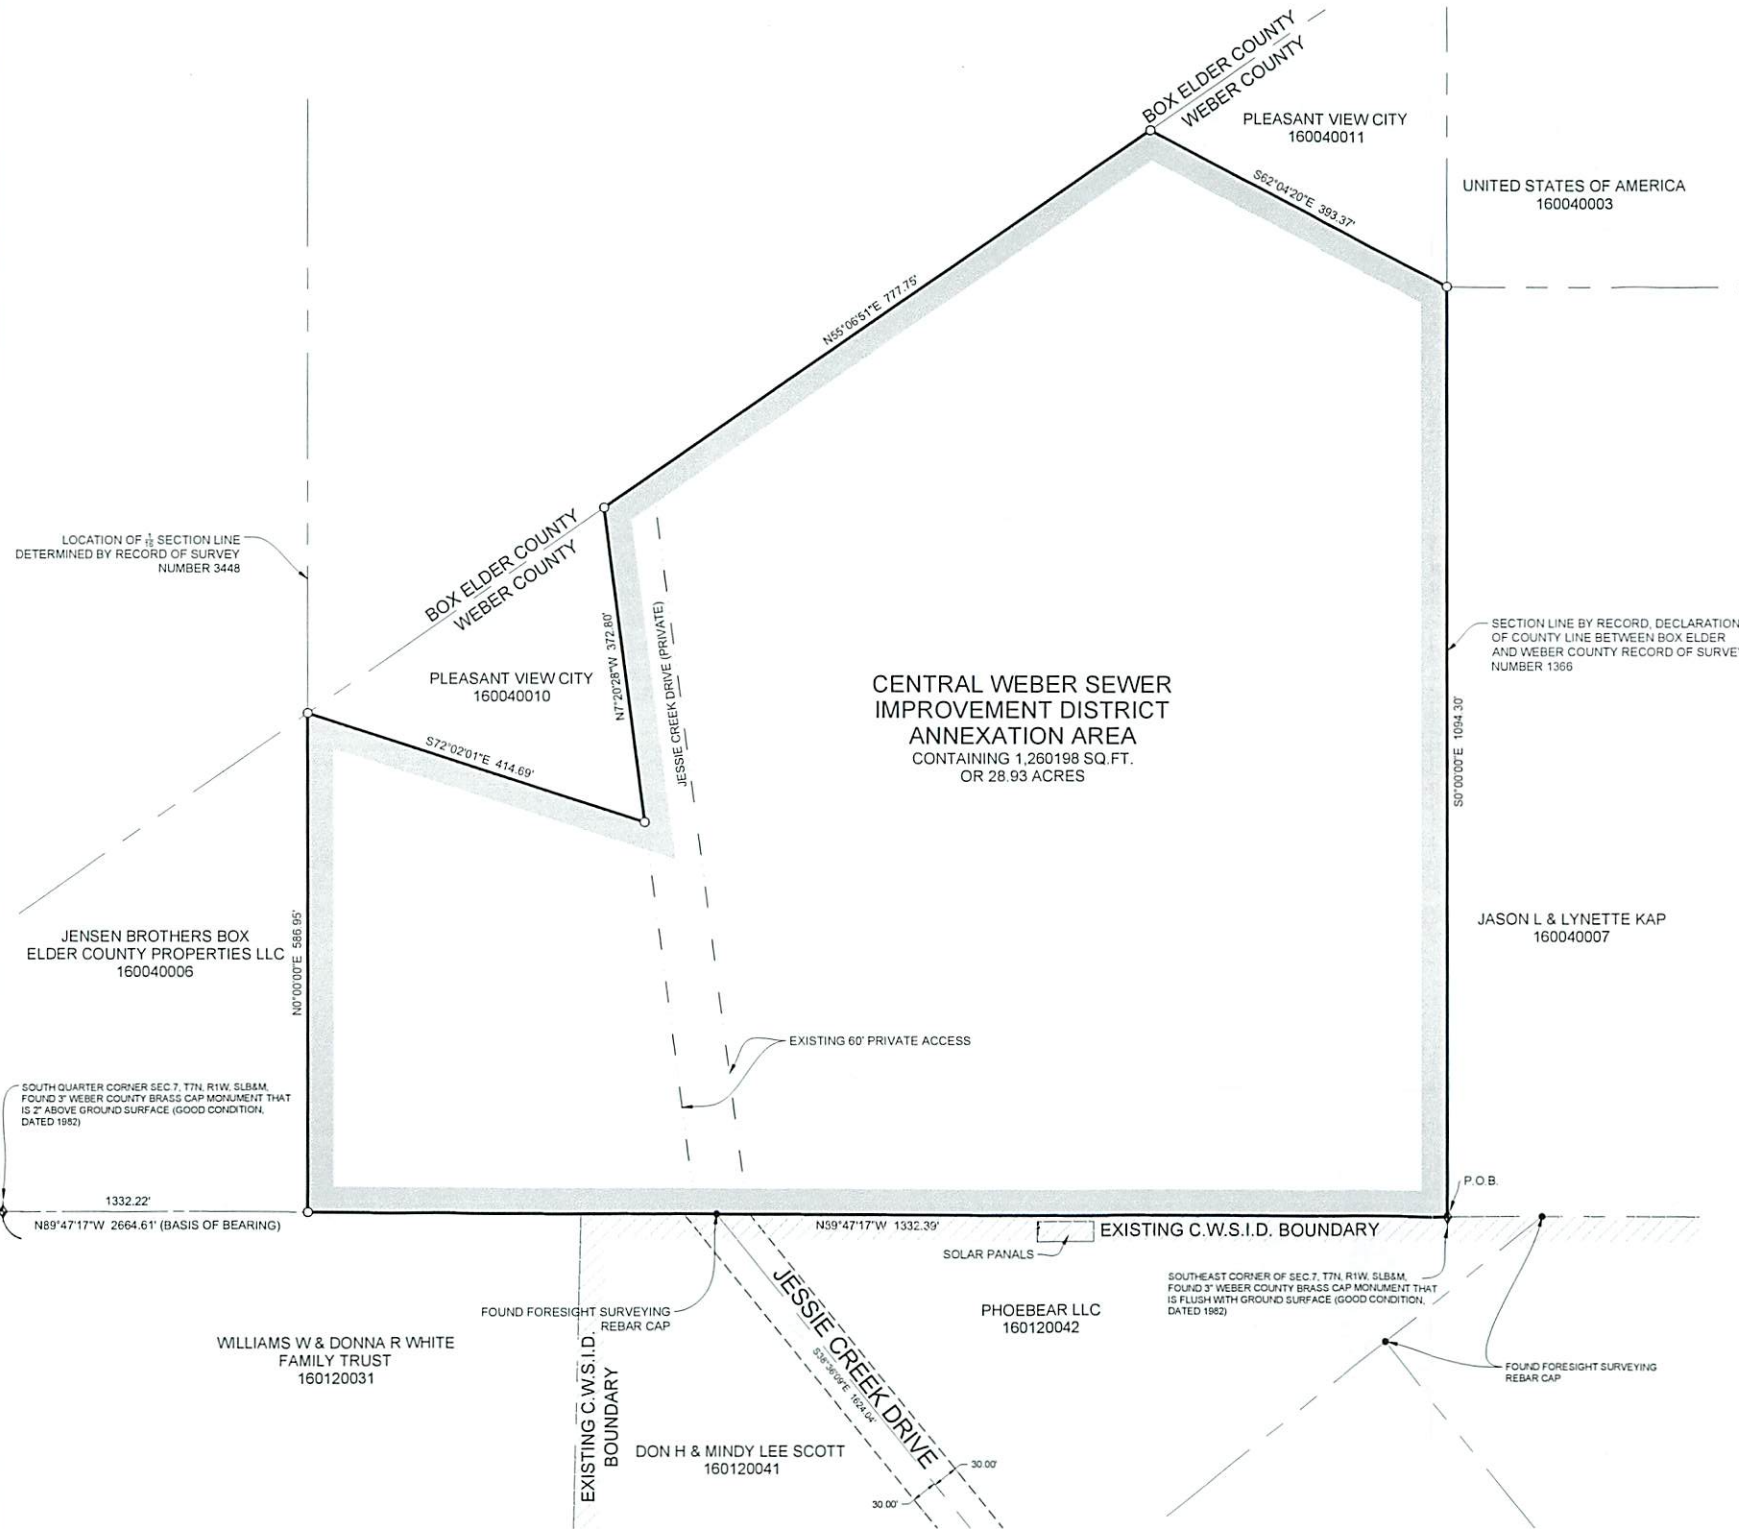 BOX ELDER COUNTY
WEBER COUNTY
PLEASANT VIEW CITY
160040011
UNITED STATES OF AMERICA
160040003
S62°04'20"E 393.37'
N55°06'51"E 777.75'
LOCATION OF 1/16 SECTION LINE
DETERMINED BY RECORD OF SURVEY
NUMBER 3448
BOX ELDER COUNTY
WEBER COUNTY
PLEASANT VIEW CITY
160040010
N7°20'28"W 372.80'
JESSIE CREEK DRIVE (PRIVATE)
S72°02'01"E 414.69'
CENTRAL WEBER SEWER
IMPROVEMENT DISTRICT
ANNEXATION AREA
CONTAINING 1,260198 SQ.FT.
OR 28.93 ACRES
SECTION LINE BY RECORD, DECLARATION
OF COUNTY LINE BETWEEN BOX ELDER
AND WEBER COUNTY RECORD OF SURVE
NUMBER 1366
S0°00'00"E 1094.30'
JENSEN BROTHERS BOX
ELDER COUNTY PROPERTIES LLC
160040006
N0°00'00"E 586.95'
JASON L & LYNETTE KAP
160040007
EXISTING 60' PRIVATE ACCESS
SOUTH QUARTER CORNER SEC.7, T7N, R1W, SLB&M,
FOUND 3" WEBER COUNTY BRASS CAP MONUMENT THAT
IS 2" ABOVE GROUND SURFACE (GOOD CONDITION,
DATED 1982)
1332.22'
N89°47'17"W 2664.61' (BASIS OF BEARING)
P.O.B.
N59°47'17"W 1332.39'
EXISTING C.W.S.I.D. BOUNDARY
SOLAR PANALS
SOUTHEAST CORNER OF SEC.7, T7N, R1W, SLB&M,
FOUND 3" WEBER COUNTY BRASS CAP MONUMENT THAT
IS FLUSH WITH GROUND SURFACE (GOOD CONDITION,
DATED 1982)
FOUND FORESIGHT SURVEYING
REBAR CAP
PHOEBEAR LLC
160120042
WILLIAMS W & DONNA R WHITE
FAMILY TRUST
160120031
JESSIE CREEK DRIVE
S38°36'09"E 1624.04'
FOUND FORESIGHT SURVEYING
REBAR CAP
EXISTING C.W.S.I.D.
BOUNDARY
DON H & MINDY LEE SCOTT
160120041
30.00'
30.00'